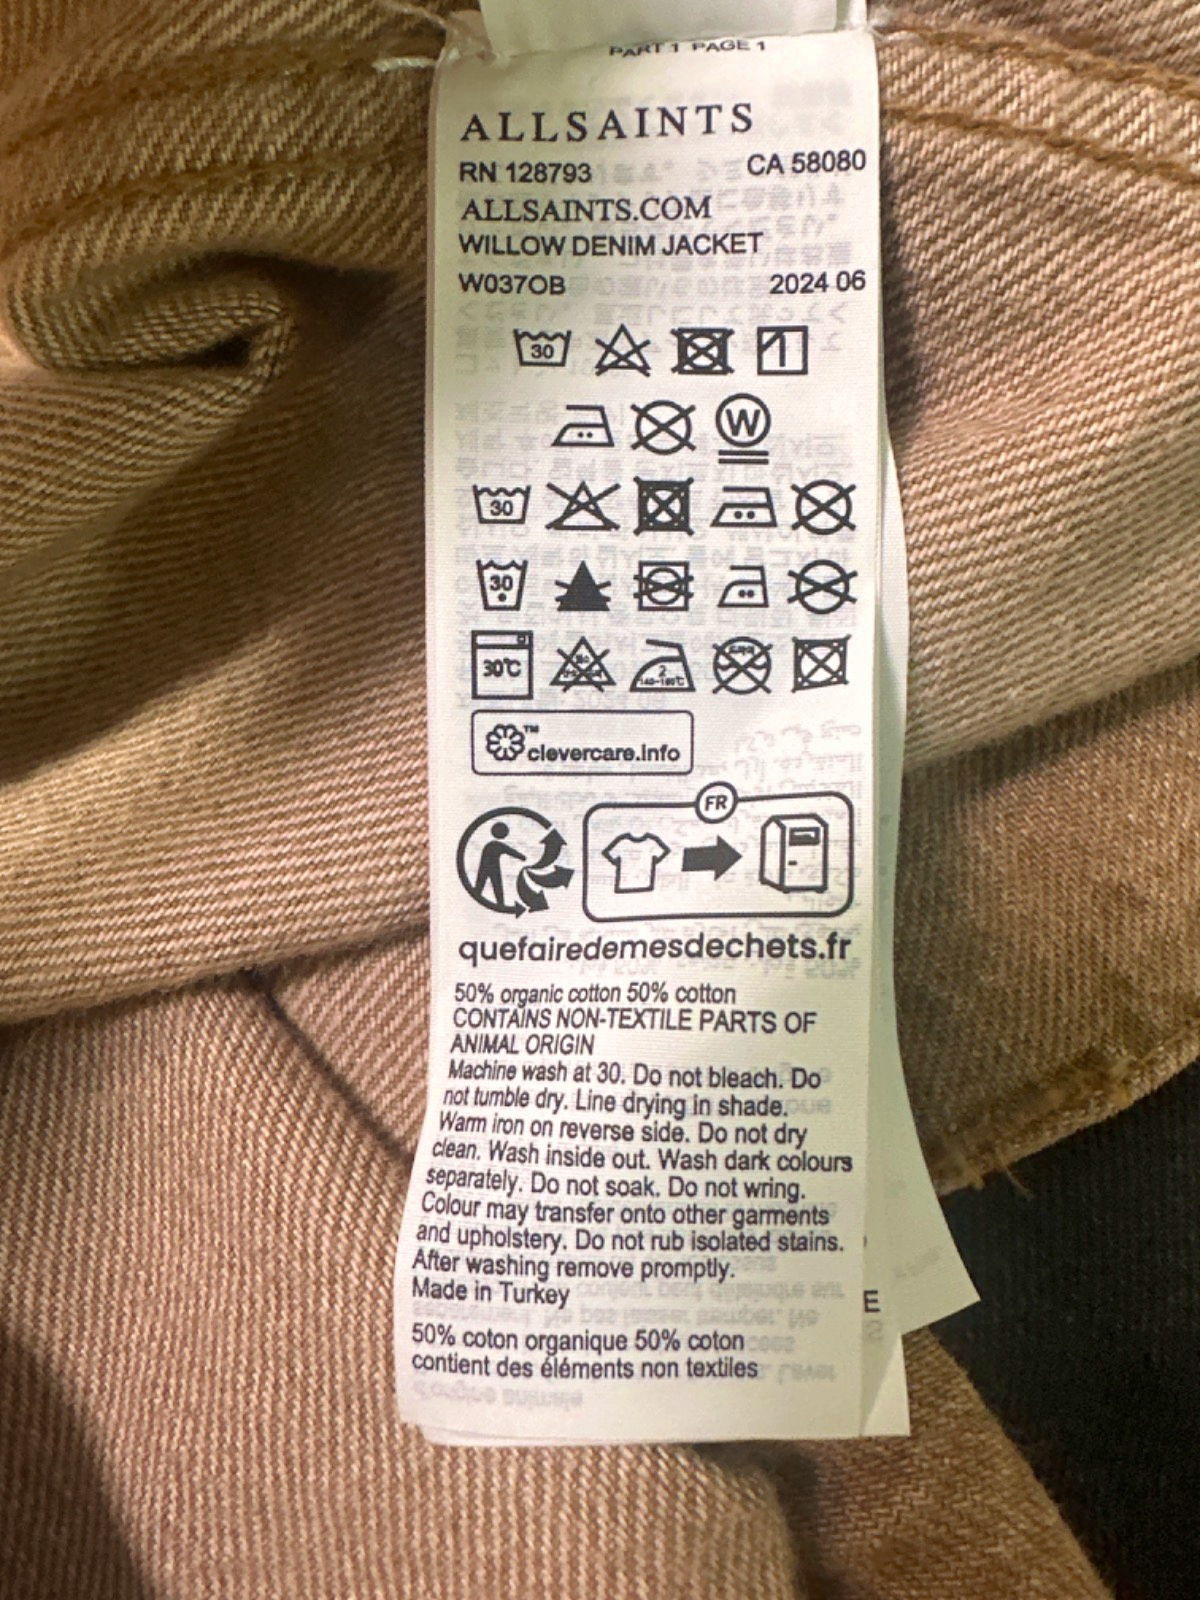 PART 1 PAGE 1
ALLSAINTS
RN 128793 CA 58080
ALLSAINTS.COM
WILLOW DENIM JACKET
W037OB 2024 06
30
W
30
30
30℃ 2
140-160℃
™
clevercare.info
FR
quefairedemesdechets.fr
50% organic cotton 50% cotton
CONTAINS NON-TEXTILE PARTS OF
ANIMAL ORIGIN
Machine wash at 30. Do not bleach. Do
not tumble dry. Line drying in shade.
Warm iron on reverse side. Do not dry
clean. Wash inside out. Wash dark colours
separately. Do not soak. Do not wring.
Colour may transfer onto other garments
and upholstery. Do not rub isolated stains.
After washing remove promptly.
Made in Turkey
50% coton organique 50% coton
contient des éléments non textiles
E
S